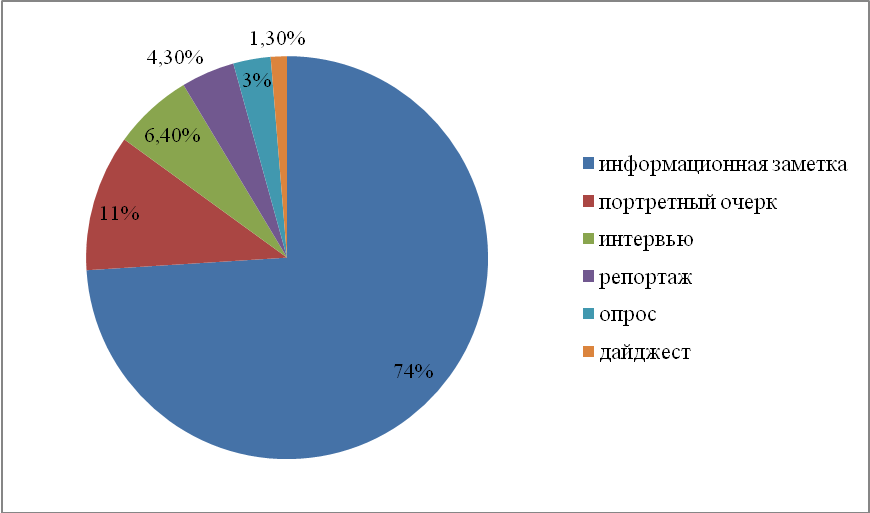 1,30%
4,30%
3%
6,40%
11%
74%
информационная заметка
портретный очерк
интервью
репортаж
опрос
дайджест